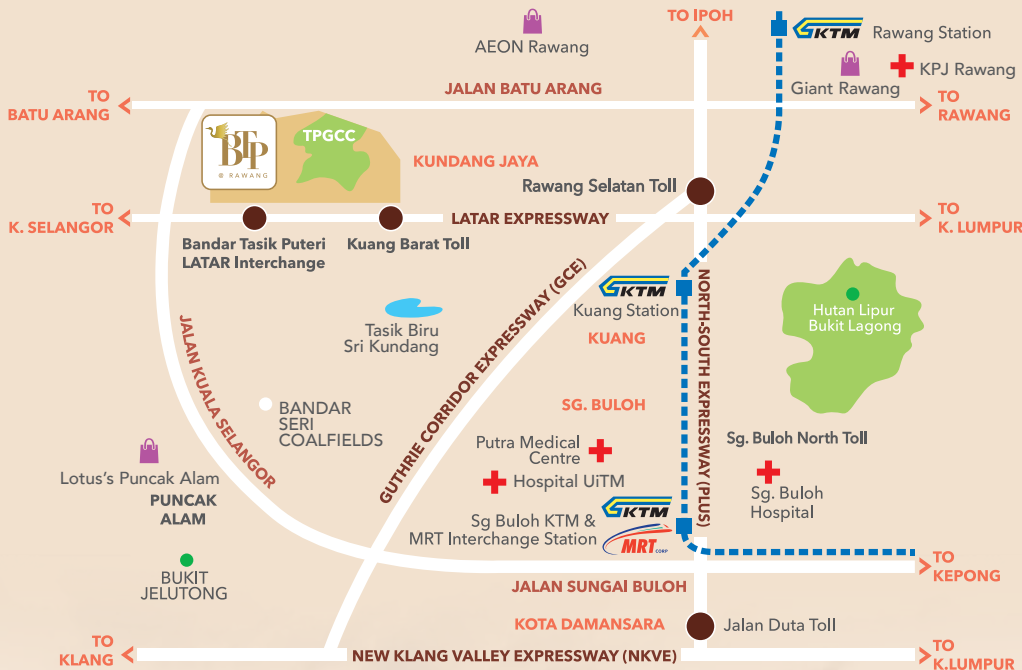 TO IPOH
KTM
Rawang Station
AEON Rawang
KPJ Rawang
Giant Rawang
JALAN BATU ARANG
TO
BATU ARANG
TO
RAWANG
BTP
@ RAWANG
TPGCC
KUNDANG JAYA
Rawang Selatan Toll
TO
K. SELANGOR
LATAR EXPRESSWAY
TO
K. LUMPUR
Bandar Tasik Puteri
LATAR Interchange
Kuang Barat Toll
GUTHRIE CORRIDOR EXPRESSWAY (GCE)
NORTH-SOUTH EXPRESSWAY (PLUS)
KTM
Kuang Station
KUANG
Hutan Lipur
Bukit Lagong
Tasik Biru
Sri Kundang
JALAN KUALA SELANGOR
BANDAR
SERI
COALFIELDS
SG. BULOH
Sg. Buloh North Toll
Putra Medical
Centre
Hospital UiTM
Sg. Buloh
Hospital
Lotus's Puncak Alam
PUNCAK
ALAM
KTM
Sg Buloh KTM &
MRT Interchange Station
MRT CORP
BUKIT
JELUTONG
JALAN SUNGAI BULOH
TO
KEPONG
KOTA DAMANSARA
Jalan Duta Toll
TO
KLANG
NEW KLANG VALLEY EXPRESSWAY (NKVE)
TO
K.LUMPUR